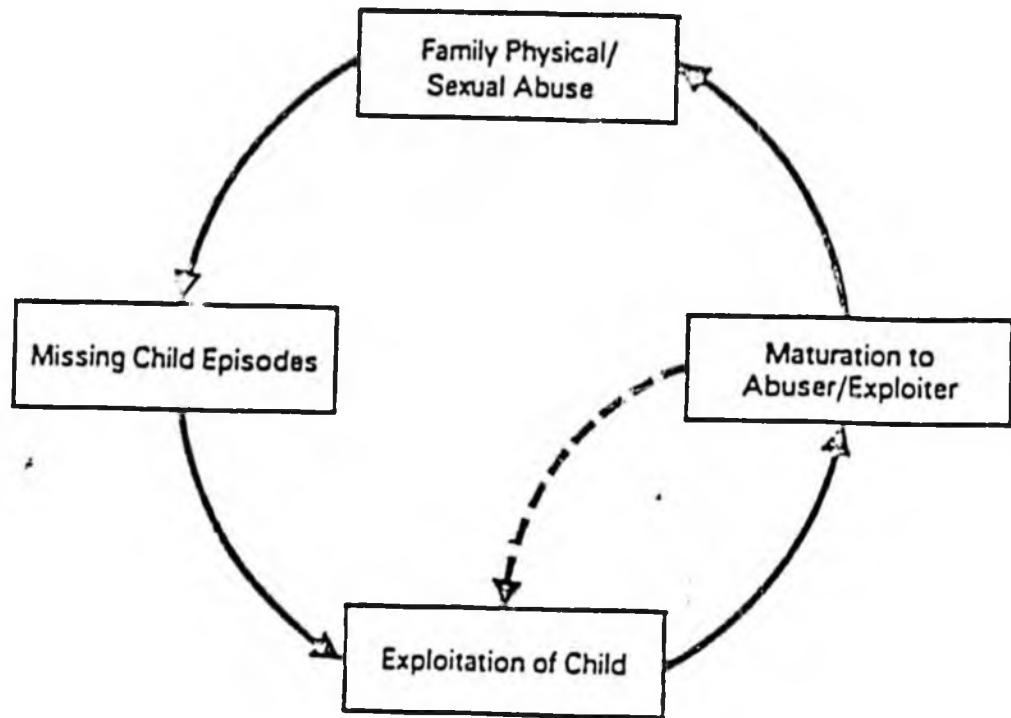 Family Physical/
Sexual Abuse
Missing Child Episodes
Maturation to
Abuser/Exploiter
Exploitation of Child